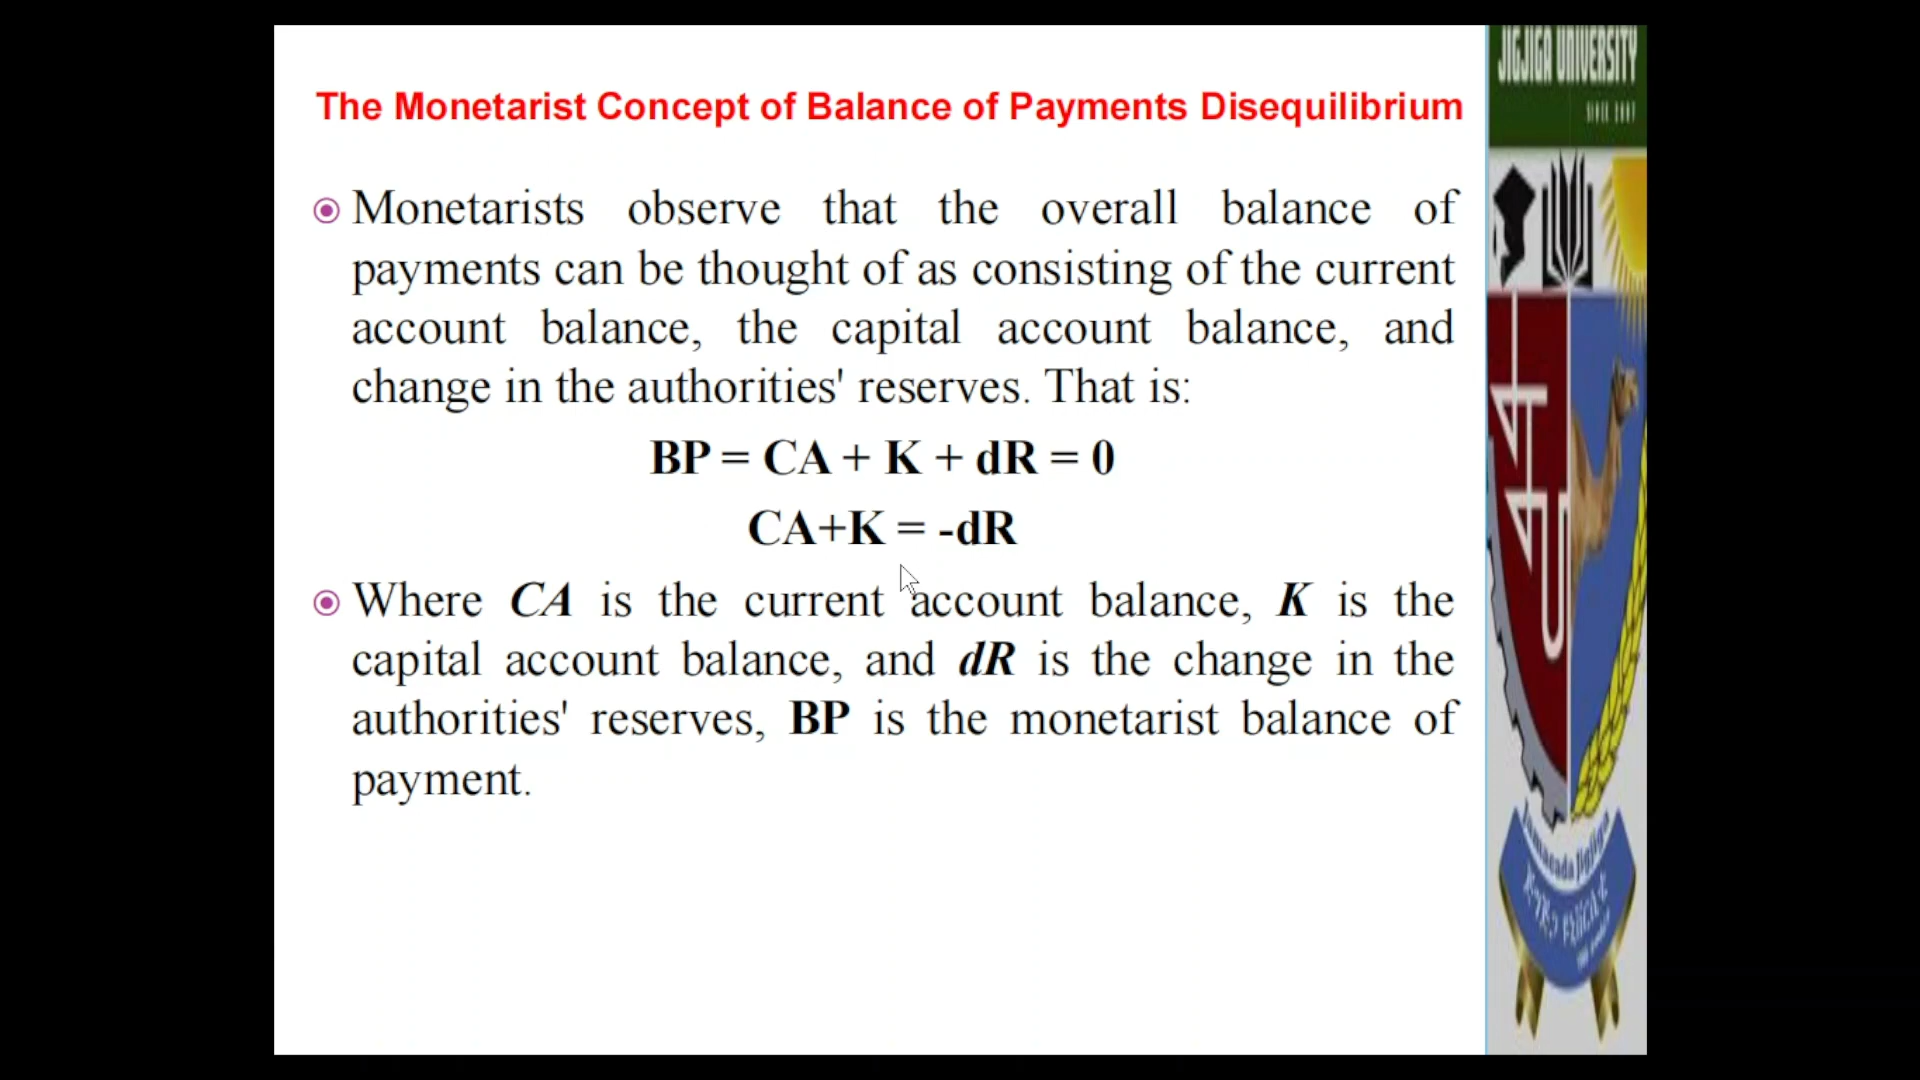 JIGJIGA UNIVERSITY
The Monetarist Concept of Balance of Payments Disequilibrium
Monetarists observe that the overall balance of
payments can be thought of as consisting of the current
account balance, the capital account balance, and
change in the authorities' reserves. That is:
BP = CA + K + dR = 0
CA+K = -dR
Where CA is the current account balance, K is the
capital account balance, and dR is the change in the
authorities' reserves, BP is the monetarist balance of
payment.